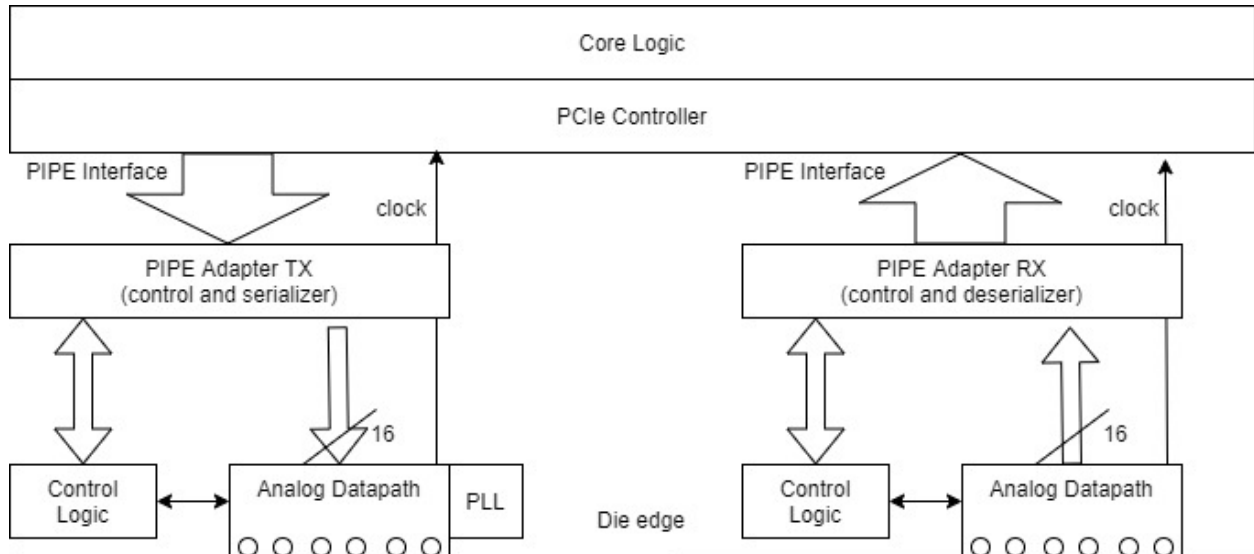 Core Logic
PCIe Controller
PIPE Interface
clock
PIPE Interface
clock
PIPE Adapter TX
(control and serializer)
PIPE Adapter RX
(control and deserializer)
16
16
Control
Logic
Analog Datapath
PLL
Die edge
Control
Logic
Analog Datapath